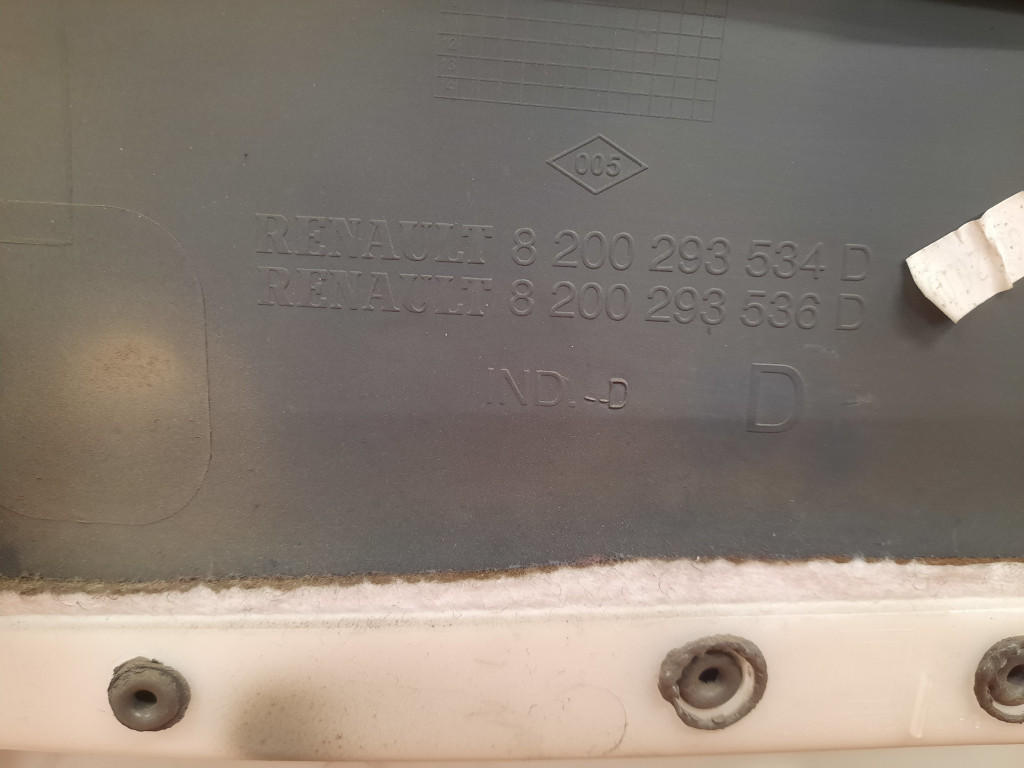 005
RENAULT 8 200 293 534 D
RENAULT 8 200 293 536 D
IND: -D D